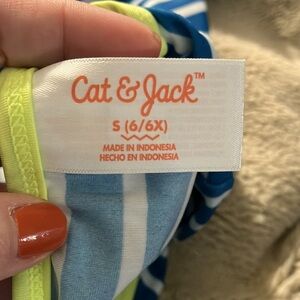 Cat & Jack™
S (6/6X)
MADE IN INDONESIA
HECHO EN INDONESIA